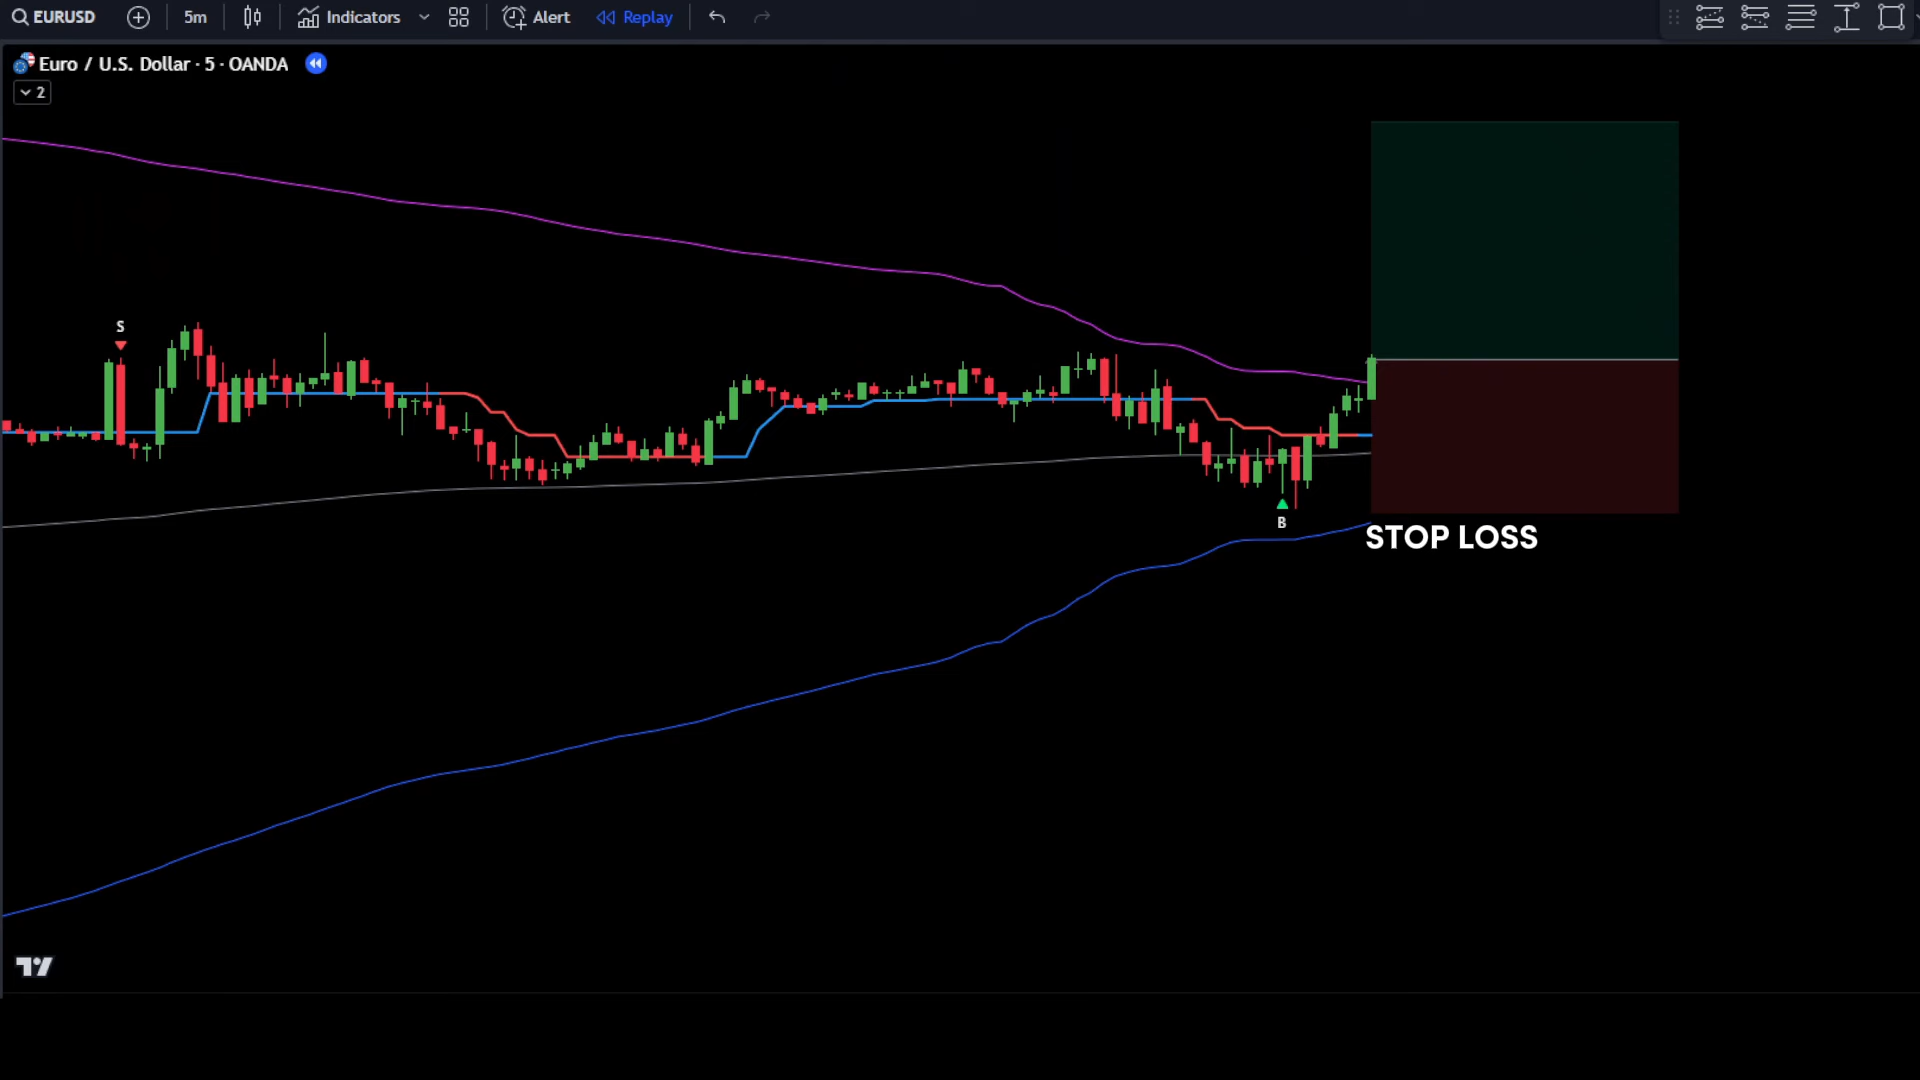 EURUSD 5m Indicators Alert Replay
Euro / U.S. Dollar · 5 · OANDA
2
S
B
STOP LOSS